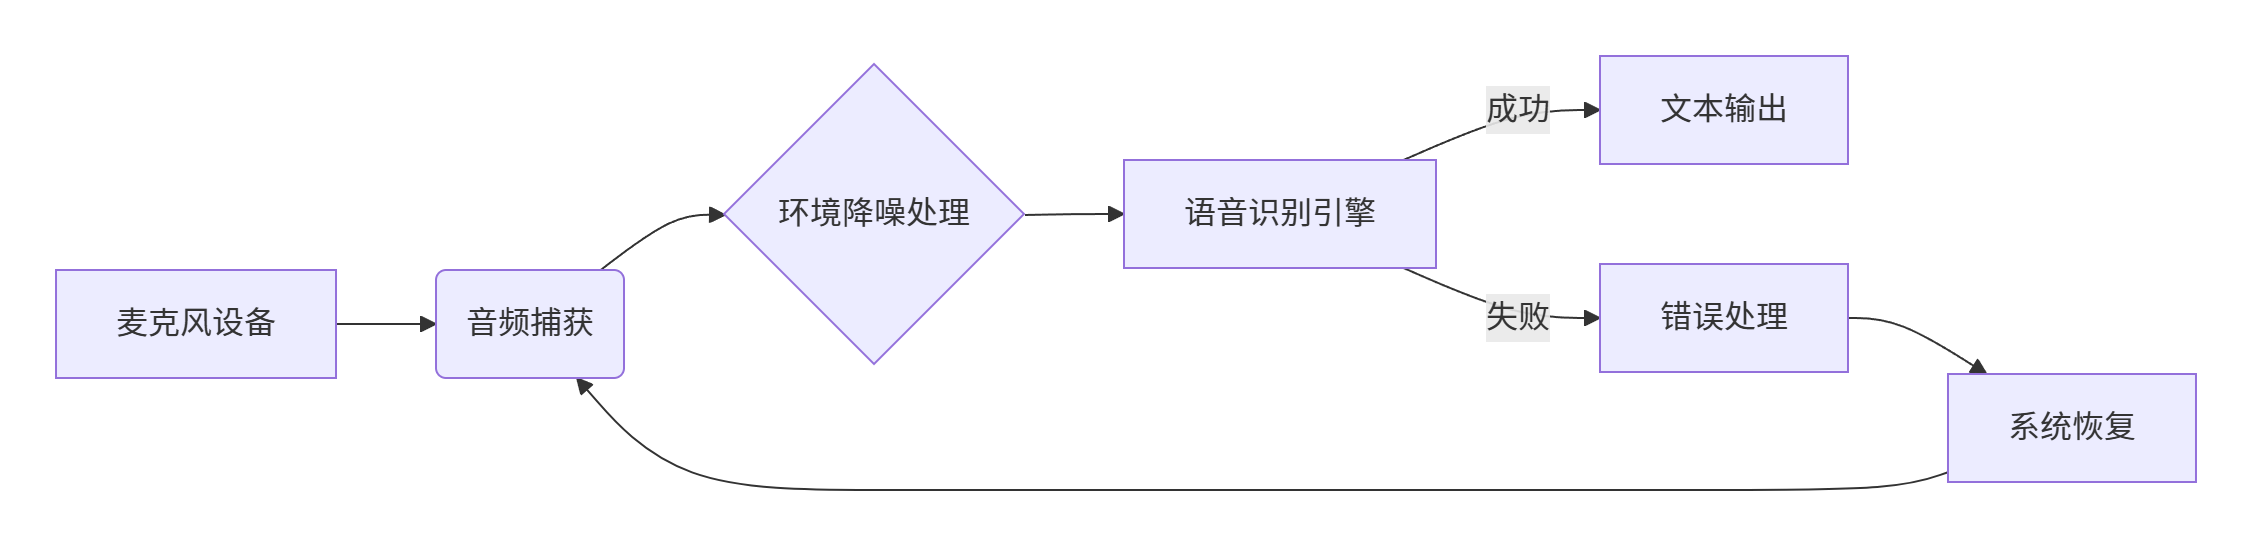 麦克风设备
音频捕获
环境降噪处理
语音识别引擎
成功
文本输出
失败
错误处理
系统恢复